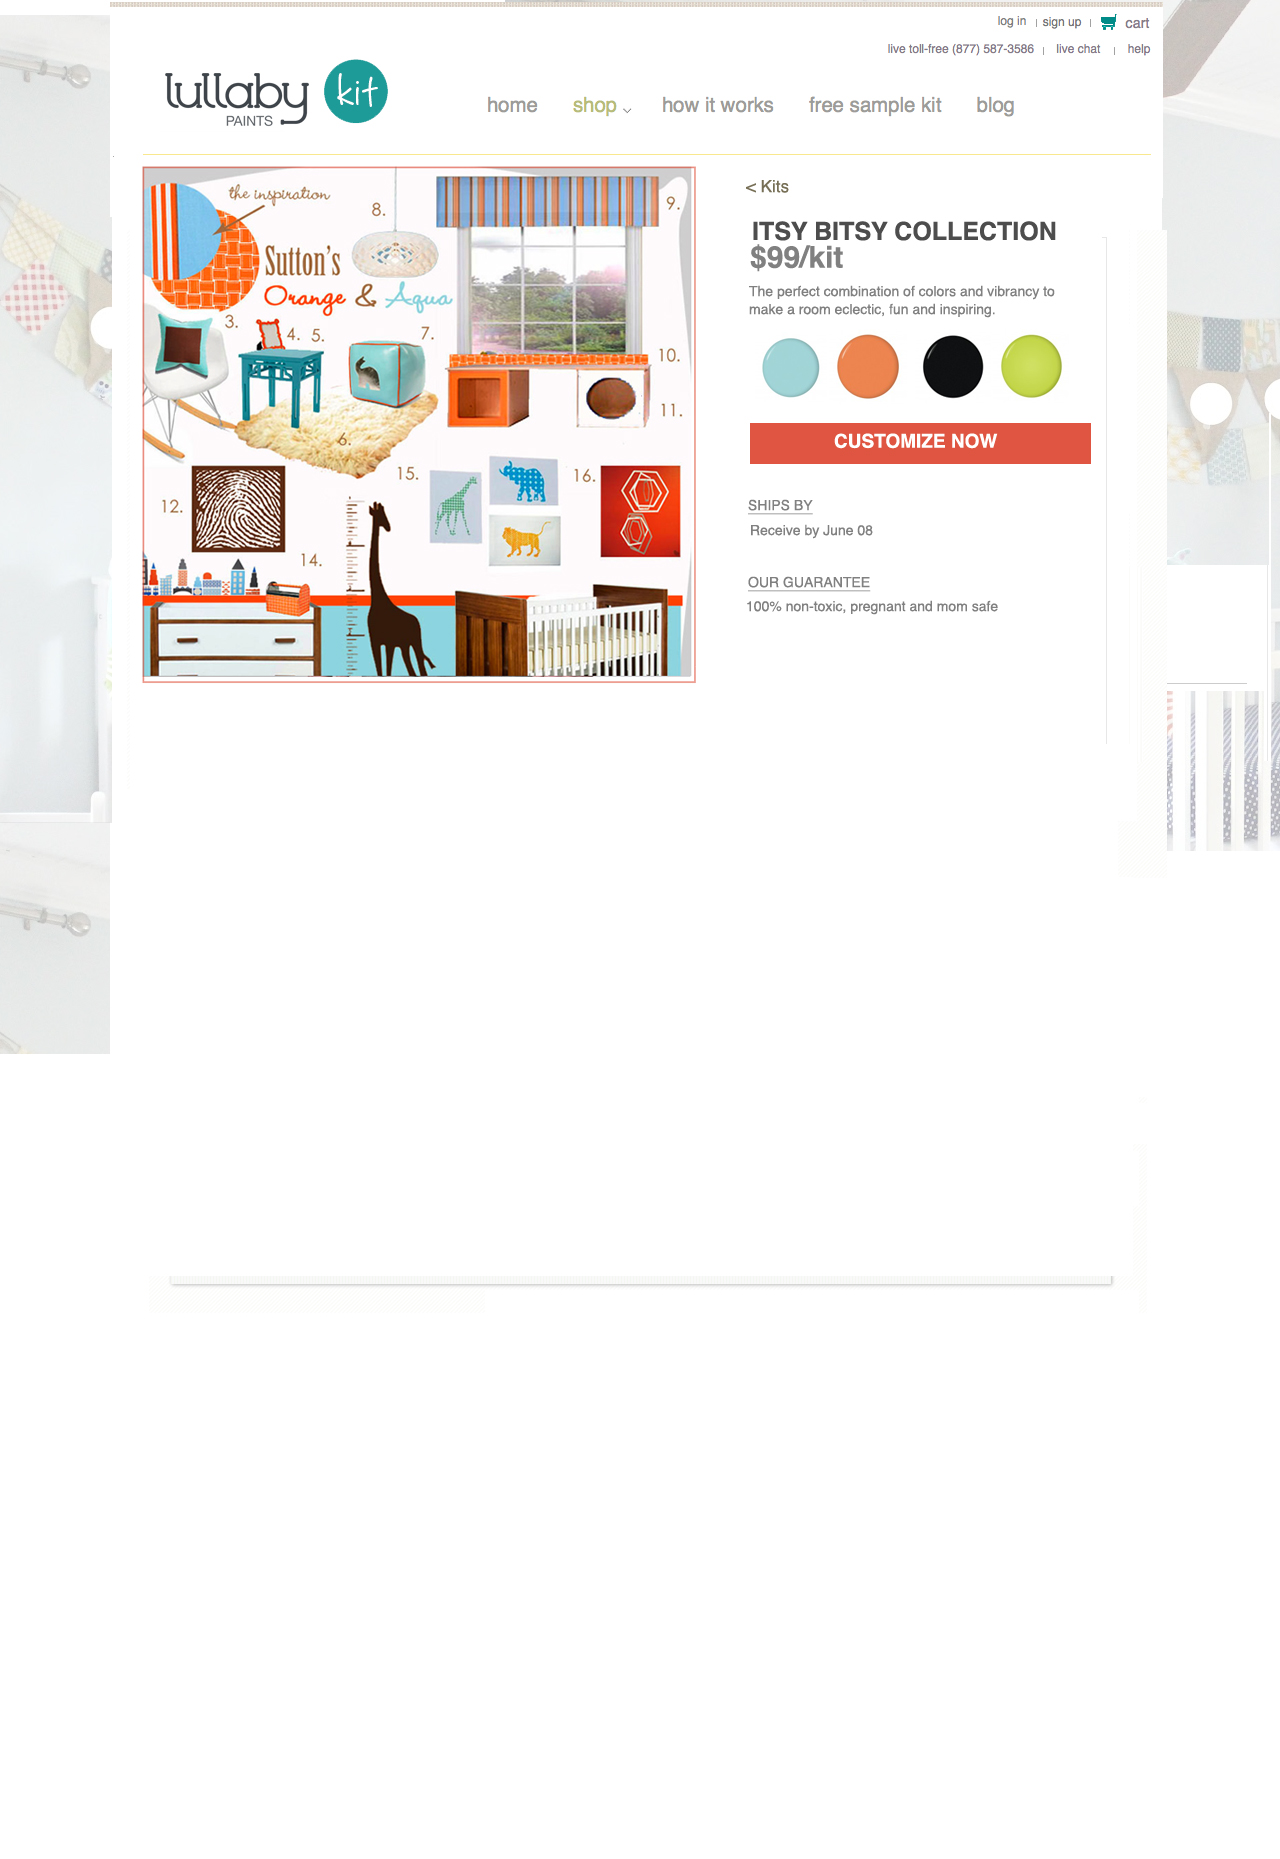 log in
sign up
cart
live toll-free (877) 587-3586
live chat
help
lullaby kit
PAINTS
home
shop
how it works
free sample kit
blog
the inspiration
8.
9.
Sutton's
Orange & Aqua
3.
4. 5.
7.
10.
11.
6.
15.
16.
12.
14.
< Kits
ITSY BITSY COLLECTION
$99/kit
The perfect combination of colors and vibrancy to
make a room eclectic, fun and inspiring.
CUSTOMIZE NOW
SHIPS BY
Receive by June 08
OUR GUARANTEE
100% non-toxic, pregnant and mom safe